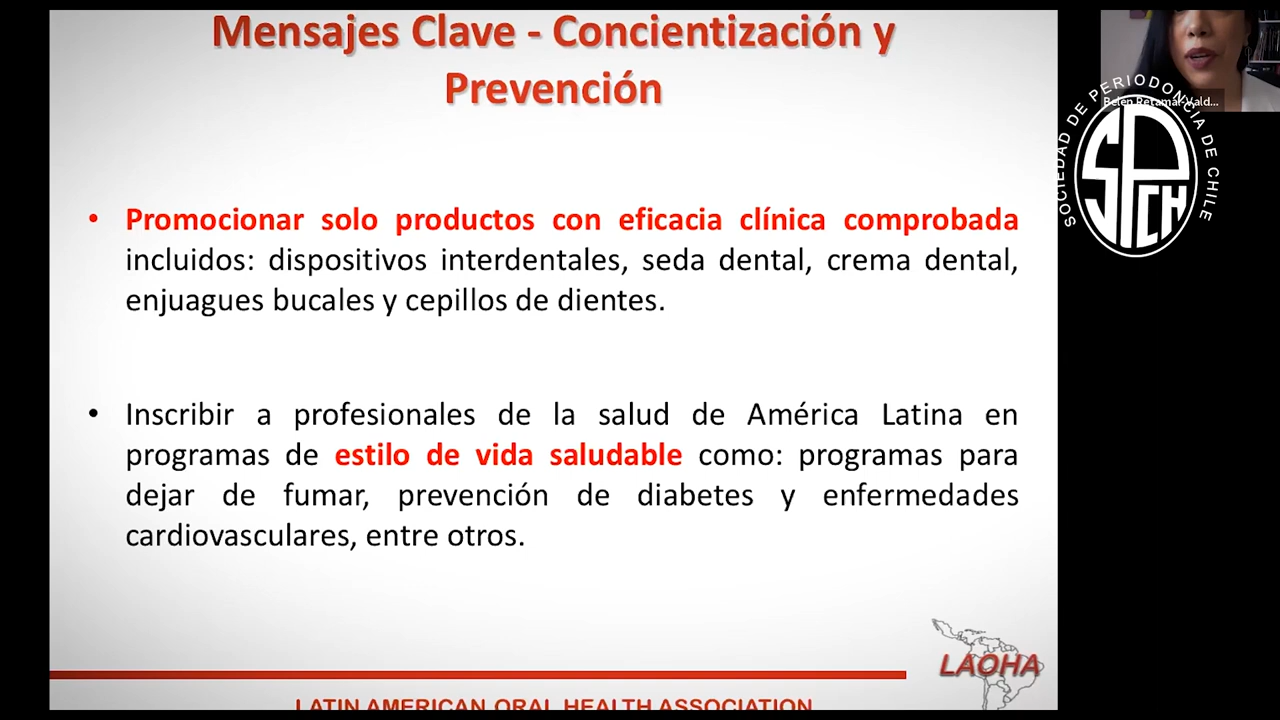 Mensajes Clave - Concientización y
Prevención
• Promocionar solo productos con eficacia clínica comprobada
incluidos: dispositivos interdentales, seda dental, crema dental,
enjuagues bucales y cepillos de dientes.
• Inscribir a profesionales de la salud de América Latina en
programas de estilo de vida saludable como: programas para
dejar de fumar, prevención de diabetes y enfermedades
cardiovasculares, entre otros.
LAOHA
LATIN AMERICAN ORAL HEALTH ASSOCIATION
Belén Retamal-Vald...
SOCIEDAD DE PERIODONCIA DE CHILE
SPCH